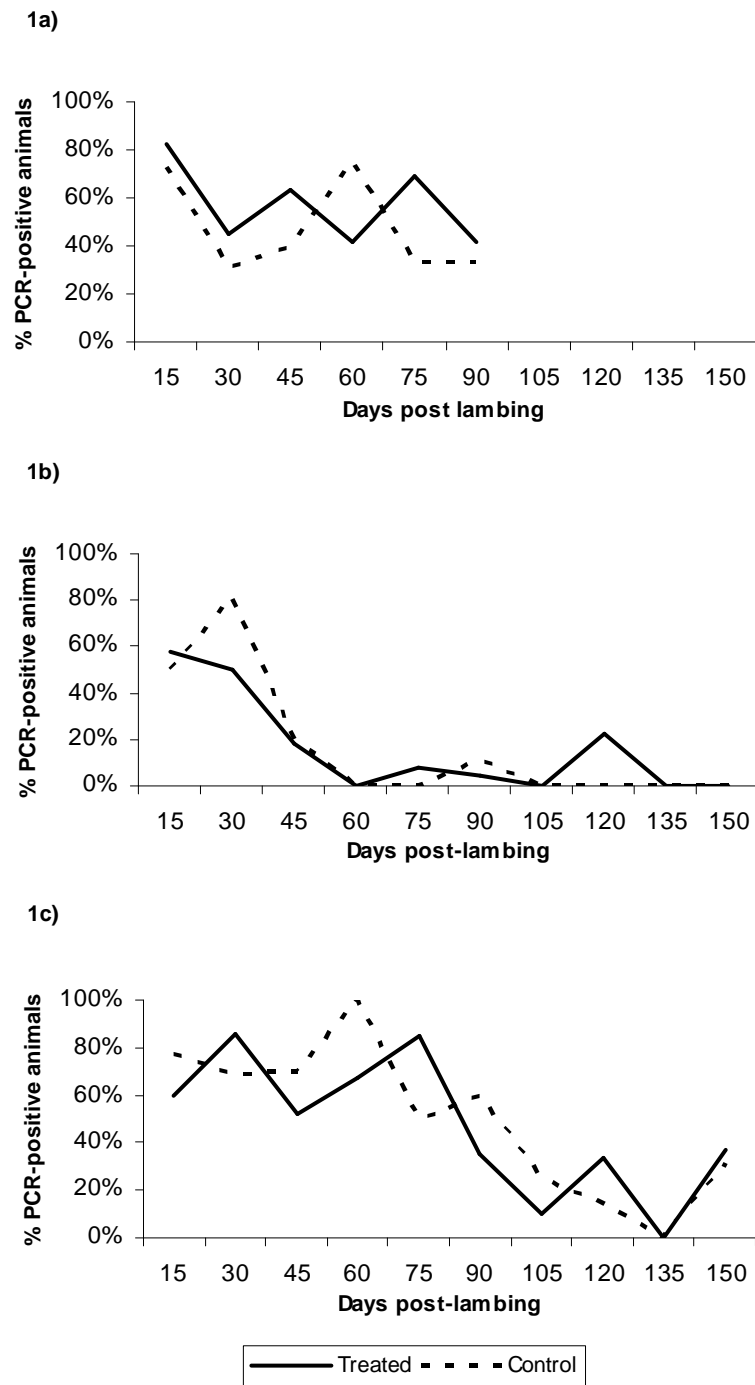 1a)
% PCR-positive animals
100%
80%
60%
40%
20%
0%
15 30 45 60 75 90 105 120 135 150
Days post lambing
1b)
% PCR-positive animals
100%
80%
60%
40%
20%
0%
15 30 45 60 75 90 105 120 135 150
Days post-lambing
1c)
% PCR-positive animals
100%
80%
60%
40%
20%
0%
15 30 45 60 75 90 105 120 135 150
Days post-lambing
Treated Control